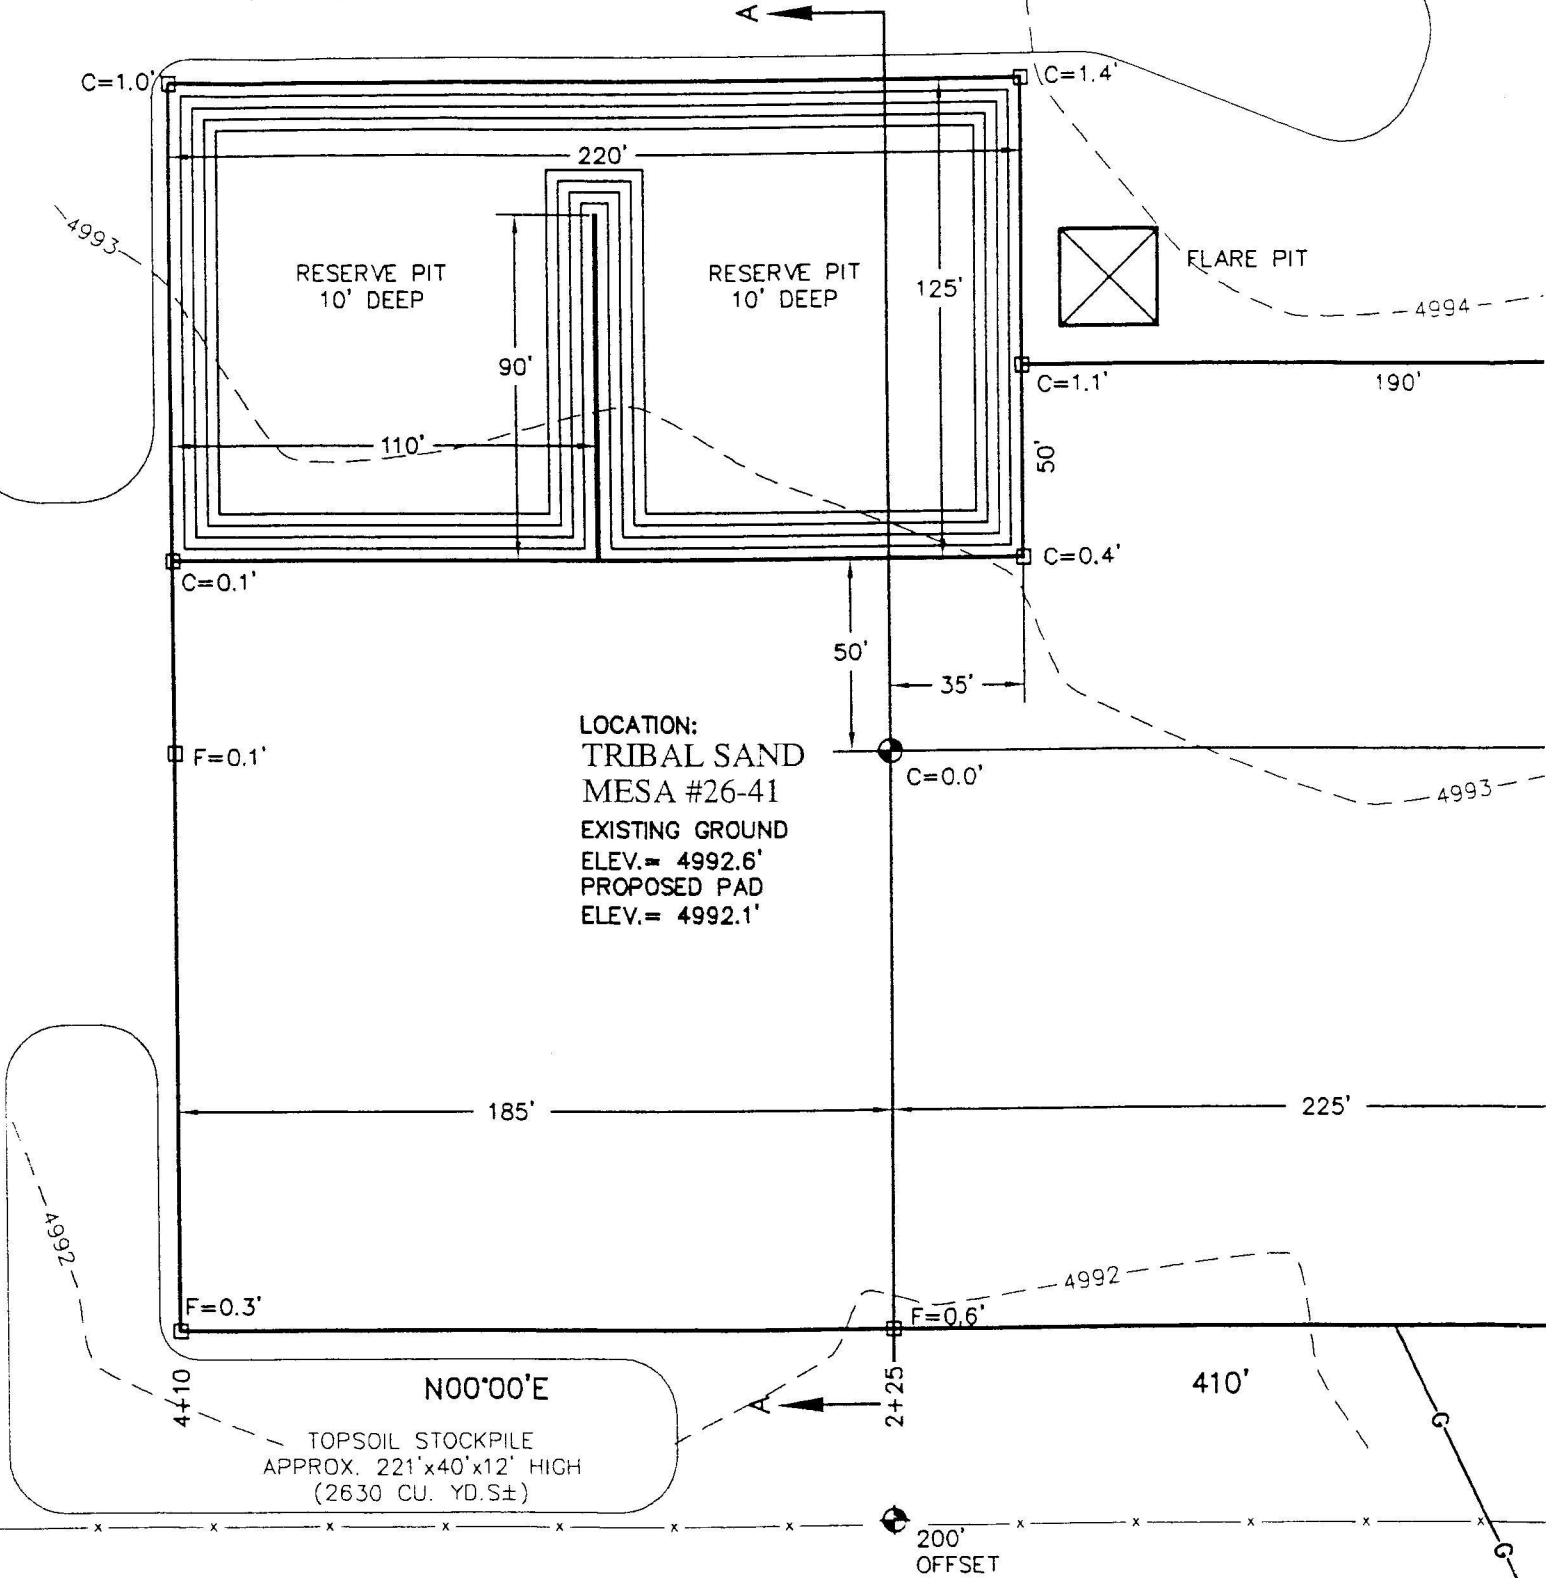 A
C=1.0'
C=1.4'
220'
4993
RESERVE PIT
10' DEEP
RESERVE PIT
10' DEEP
125'
FLARE PIT
4994
90'
C=1.1'
190'
110'
50'
C=0.1'
C=0.4'
50'
35'
LOCATION:
TRIBAL SAND
MESA #26-41
EXISTING GROUND
ELEV.= 4992.6'
PROPOSED PAD
ELEV.= 4992.1'
F=0.1'
C=0.0'
4993
185'
225'
4992
4992
F=0.3'
F=0.6'
4+10
N00°00'E
A
2+25
410'
G
TOPSOIL STOCKPILE
APPROX. 221'x40'x12' HIGH
(2630 CU. YD.S±)
x x x x x x x x x x x x
200'
OFFSET
G